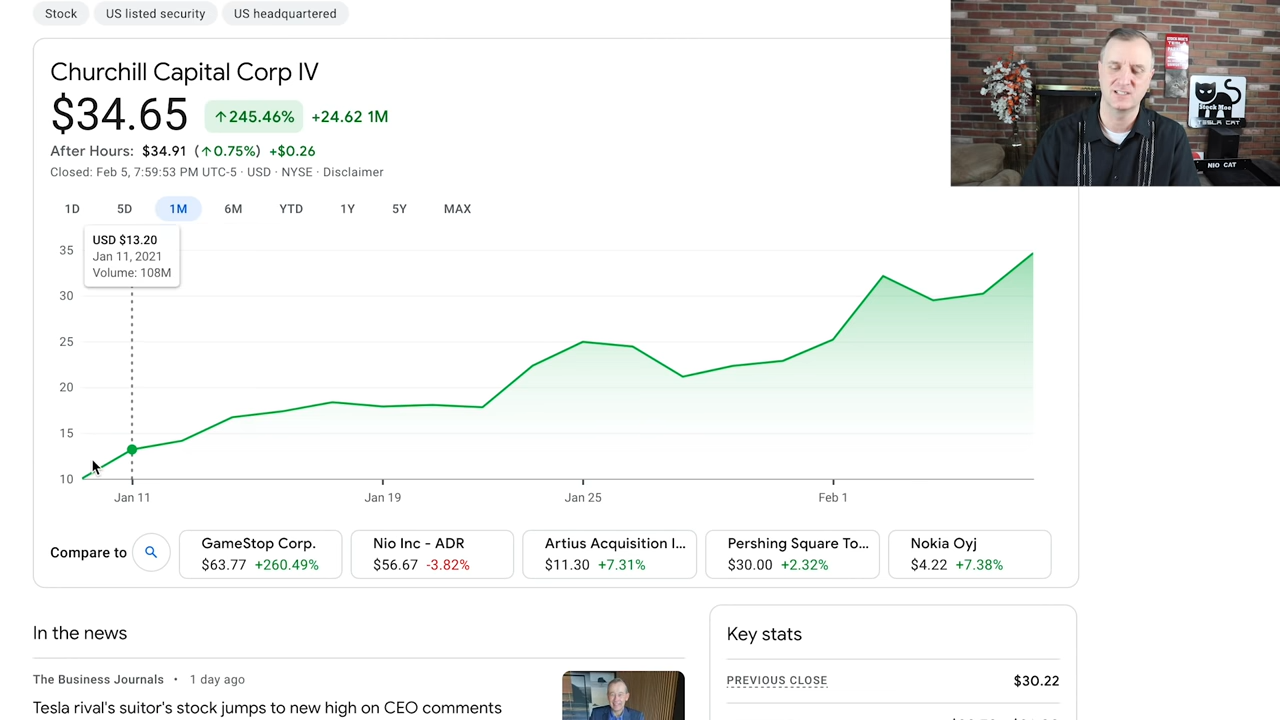 Stock
US listed security
US headquartered
Churchill Capital Corp IV
$34.65 ↑245.46% +24.62 1M
After Hours: $34.91 (↑0.75%) +$0.26
Closed: Feb 5, 7:59:53 PM UTC-5 · USD · NYSE · Disclaimer
1D 5D 1M 6M YTD 1Y 5Y MAX
USD $13.20
Jan 11, 2021
Volume: 108M
35
30
25
20
15
10
Jan 11 Jan 19 Jan 25 Feb 1
Compare to
GameStop Corp.
$63.77 +260.49%
Nio Inc - ADR
$56.67 -3.82%
Artius Acquisition I...
$11.30 +7.31%
Pershing Square To...
$30.00 +2.32%
Nokia Oyj
$4.22 +7.38%
In the news
The Business Journals • 1 day ago
Tesla rival's suitor's stock jumps to new high on CEO comments
Key stats
PREVIOUS CLOSE $30.22
Stock Moe
TESLA CAT
NIO CAT